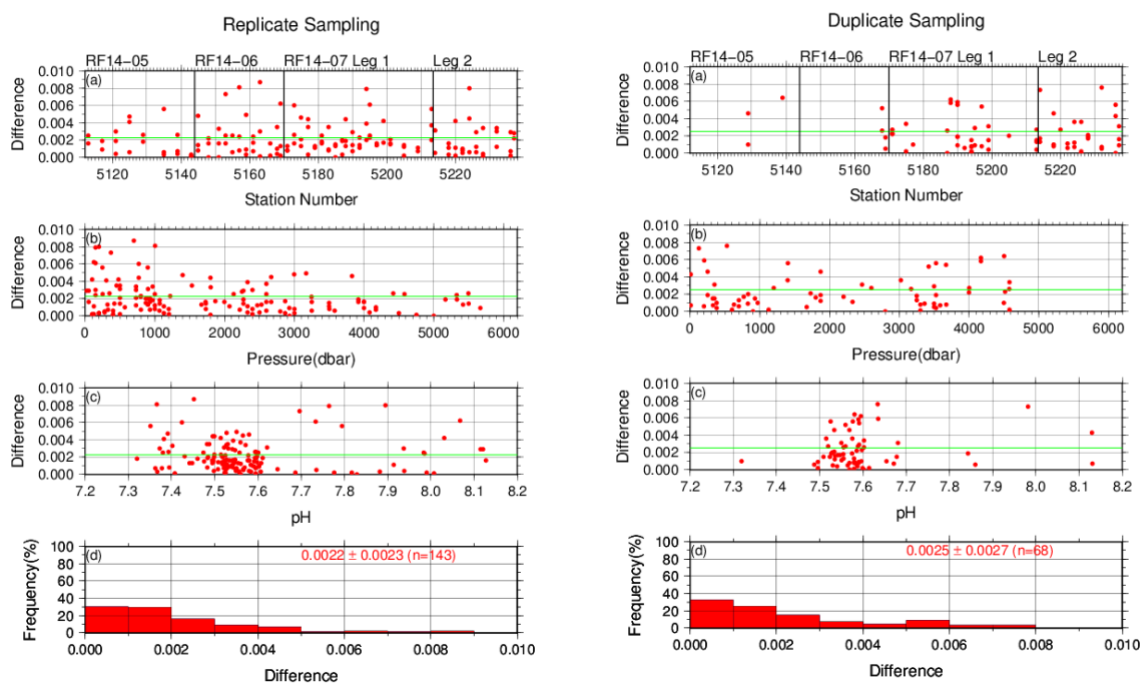 Replicate Sampling
RF14-05 RF14-06 RF14-07 Leg 1 Leg 2
(a)
Difference
0.010
0.008
0.006
0.004
0.002
0.000
5120 5140 5160 5180 5200 5220
Station Number
(b)
Difference
0.010
0.008
0.006
0.004
0.002
0.000
0 1000 2000 3000 4000 5000 6000
Pressure(dbar)
(c)
Difference
0.010
0.008
0.006
0.004
0.002
0.000
7.2 7.3 7.4 7.5 7.6 7.7 7.8 7.9 8.0 8.1 8.2
pH
(d)
0.0022 ± 0.0023 (n=143)
Frequency(%)
100
80
60
40
20
0
0.000 0.002 0.004 0.006 0.008 0.010
Difference
Duplicate Sampling
RF14-05 RF14-06 RF14-07 Leg 1 Leg 2
(a)
Difference
0.010
0.008
0.006
0.004
0.002
0.000
5120 5140 5160 5180 5200 5220
Station Number
(b)
Difference
0.010
0.008
0.006
0.004
0.002
0.000
0 1000 2000 3000 4000 5000 6000
Pressure(dbar)
(c)
Difference
0.010
0.008
0.006
0.004
0.002
0.000
7.2 7.3 7.4 7.5 7.6 7.7 7.8 7.9 8.0 8.1 8.2
pH
(d)
0.0025 ± 0.0027 (n=68)
Frequency(%)
100
80
60
40
20
0
0.000 0.002 0.004 0.006 0.008 0.010
Difference